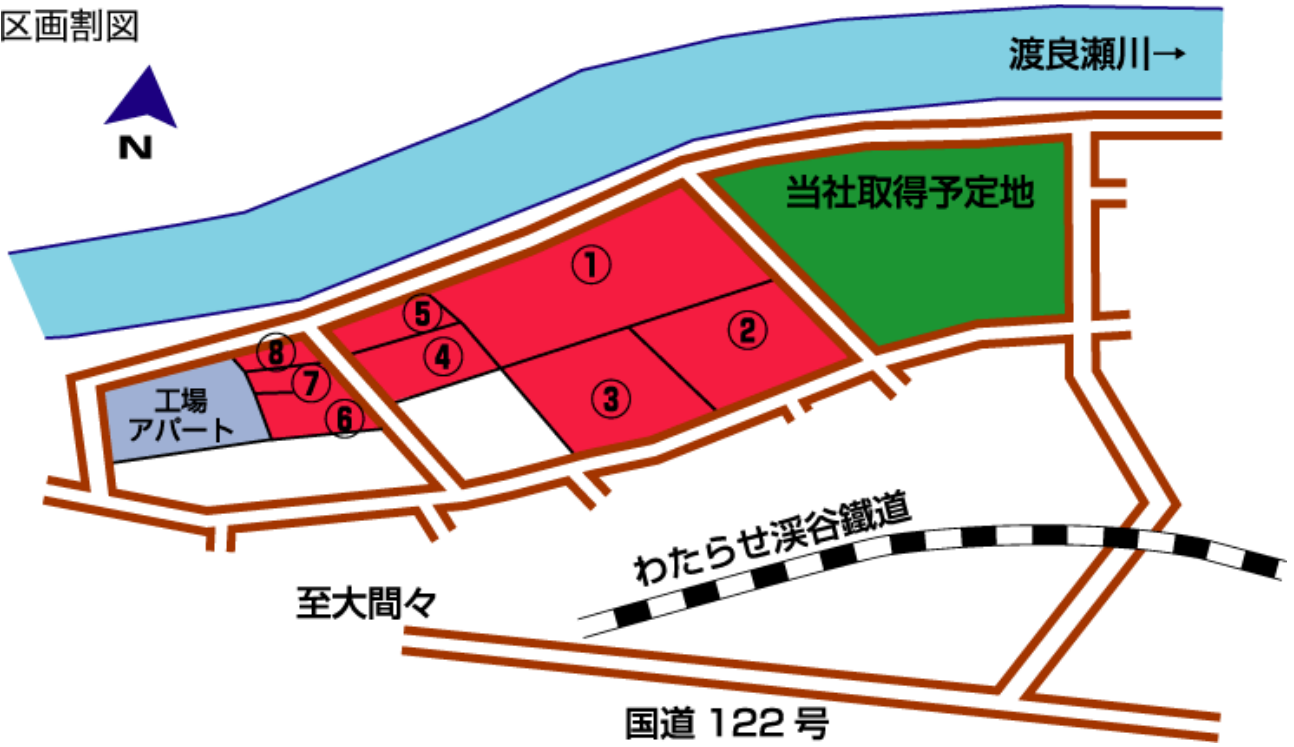 区画割図
渡良瀬川→
N
当社取得予定地
①
②
③
④
⑤
⑥
⑦
⑧
工場
アパート
わたらせ渓谷鐵道
至大間々
国道 122 号